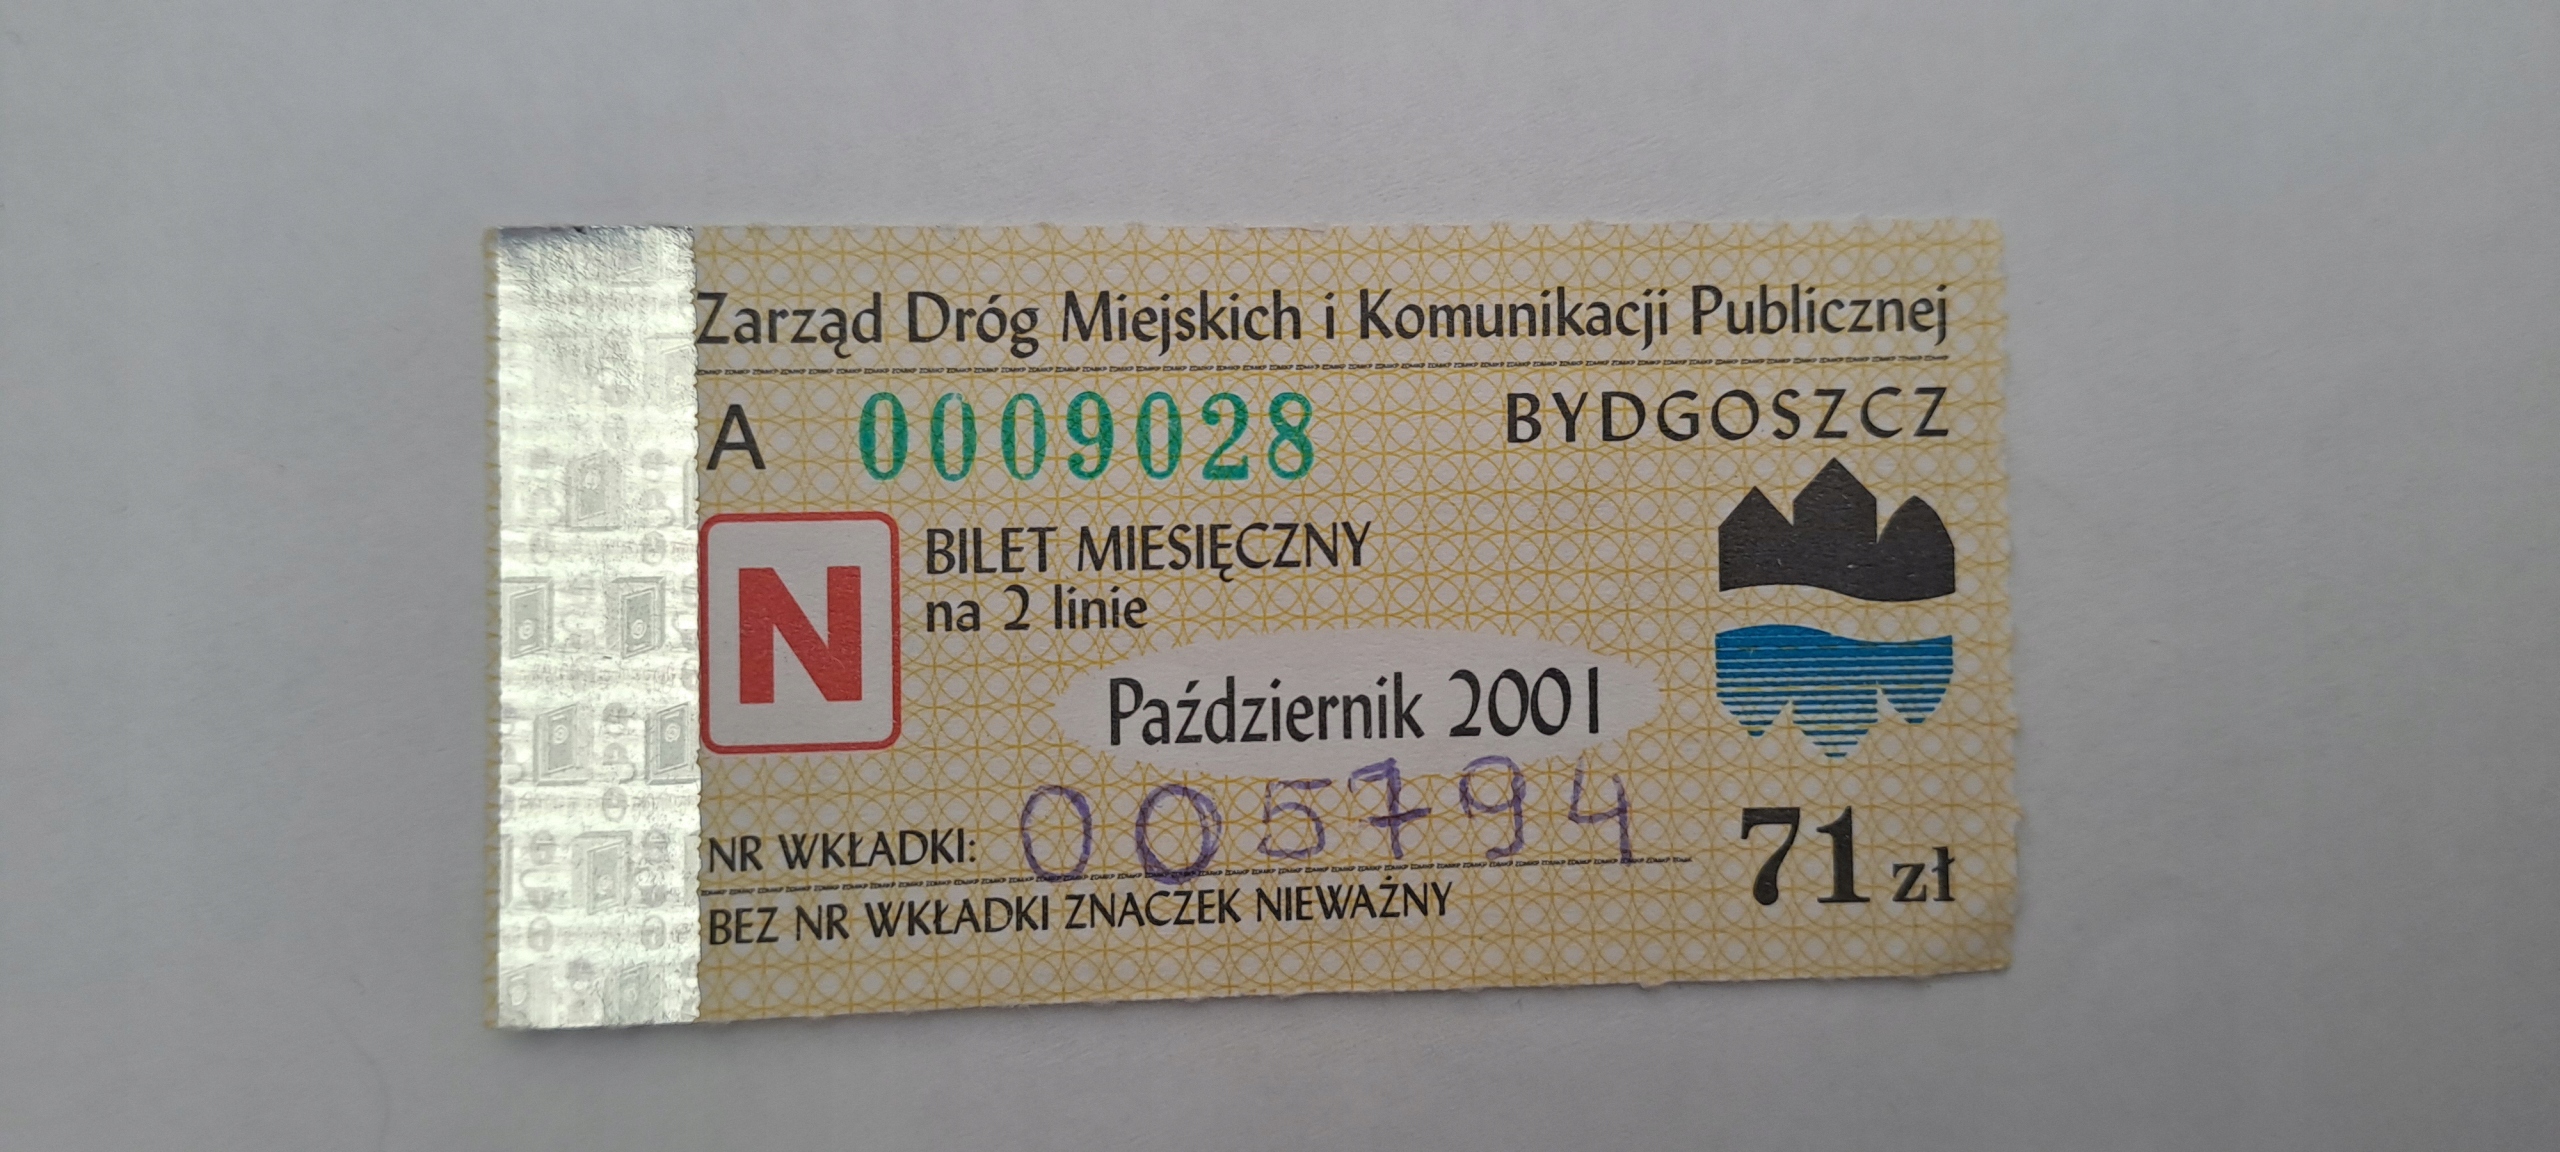 Zarząd Dróg Miejskich i Komunikacji Publicznej
A 0009028 BYDGOSZCZ
N
BILET MIESIĘCZNY
na 2 linie
Październik 2001
NR WKŁADKI: 005794
71 zł
BEZ NR WKŁADKI ZNACZEK NIEWAŻNY